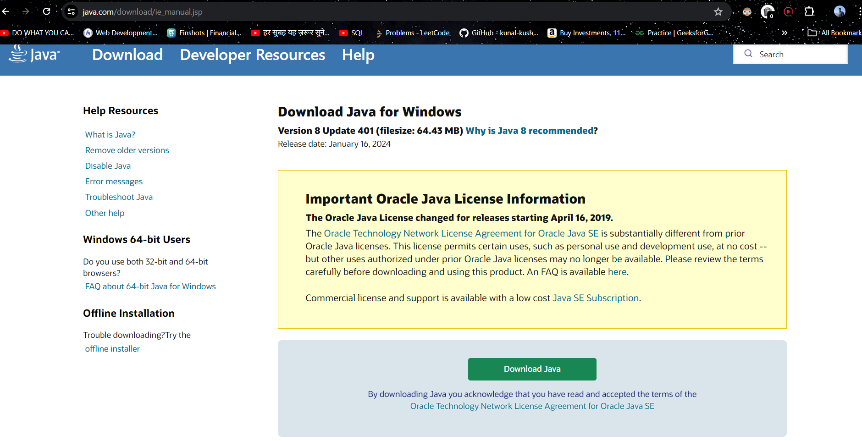 java.com/download/ie_manual.jsp
DO WHAT YOU CA... Web Development... Finshots | Financial,... हर सुबह यह ज़रूर सुने... SQL Problems - LeetCode GitHub - kunal-kush... Buy Investments, 11... Practice | GeeksforG... » All Bookmark
Java Download Developer Resources Help Search
Help Resources
What is Java?
Remove older versions
Disable Java
Error messages
Troubleshoot Java
Other help
Windows 64-bit Users
Do you use both 32-bit and 64-bit
browsers?
FAQ about 64-bit Java for Windows
Offline Installation
Trouble downloading?Try the
offline installer
Download Java for Windows
Version 8 Update 401 (filesize: 64.43 MB) Why is Java 8 recommended?
Release date: January 16, 2024
Important Oracle Java License Information
The Oracle Java License changed for releases starting April 16, 2019.
The Oracle Technology Network License Agreement for Oracle Java SE is substantially different from prior
Oracle Java licenses. This license permits certain uses, such as personal use and development use, at no cost --
but other uses authorized under prior Oracle Java licenses may no longer be available. Please review the terms
carefully before downloading and using this product. An FAQ is available here.
Commercial license and support is available with a low cost Java SE Subscription.
Download Java
By downloading Java you acknowledge that you have read and accepted the terms of the
Oracle Technology Network License Agreement for Oracle Java SE